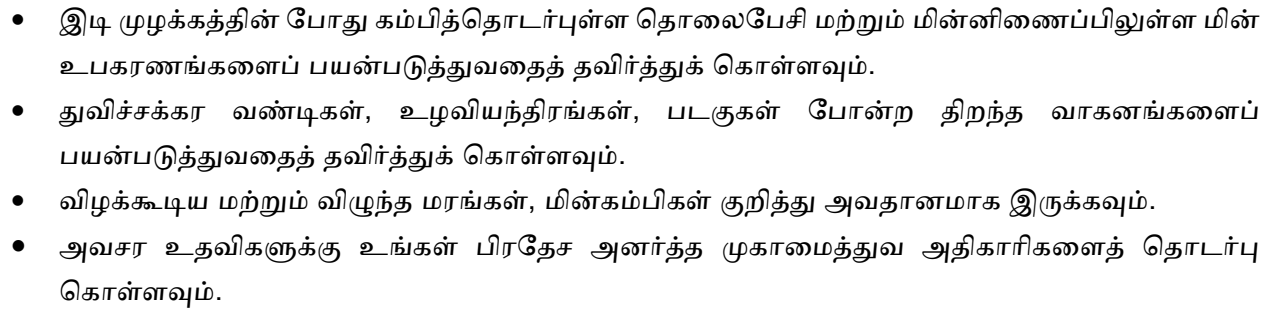 • இடி முழக்கத்தின் போது கம்பித்தொடர்புள்ள தொலைபேசி மற்றும் மின்னிணைப்பிலுள்ள மின்
உபகரணங்களைப் பயன்படுத்துவதைத் தவிர்த்துக் கொள்ளவும்.
• துவிச்சக்கர வண்டிகள், உழவியந்திரங்கள், படகுகள் போன்ற திறந்த வாகனங்களைப்
பயன்படுத்துவதைத் தவிர்த்துக் கொள்ளவும்.
• விழக்கூடிய மற்றும் விழுந்த மரங்கள், மின்கம்பிகள் குறித்து அவதானமாக இருக்கவும்.
• அவசர உதவிகளுக்கு உங்கள் பிரதேச அனர்த்த முகாமைத்துவ அதிகாரிகளைத் தொடர்பு
கொள்ளவும்.